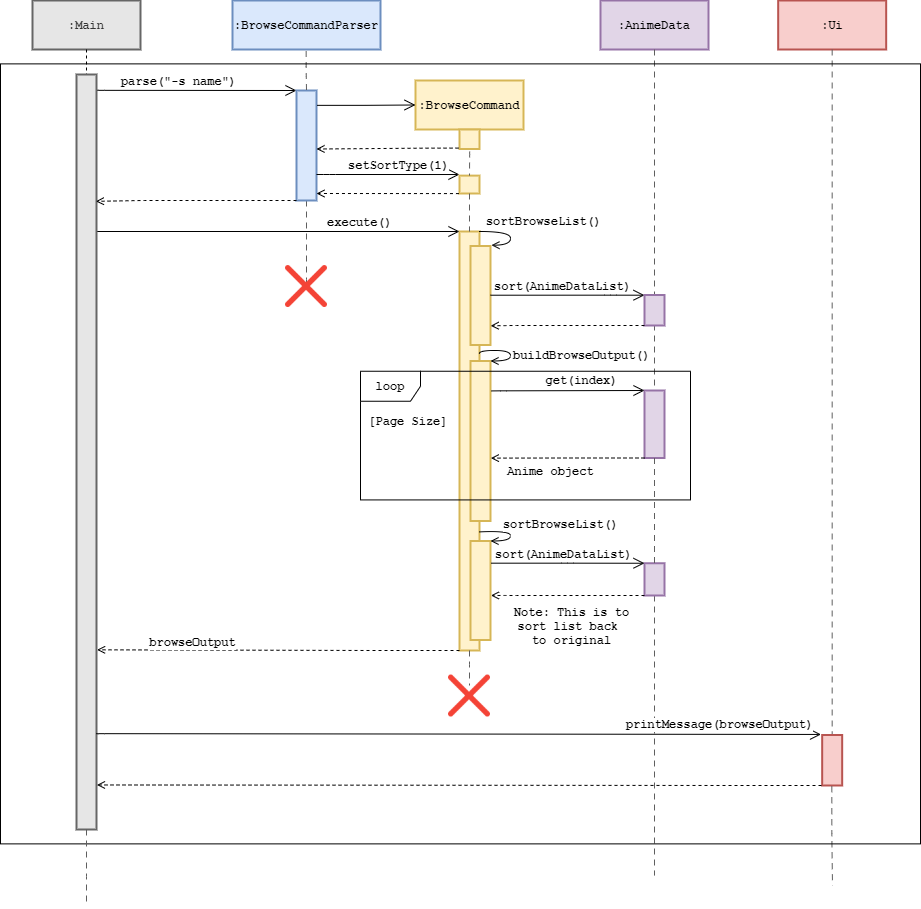 :Main
:BrowseCommandParser
:AnimeData
:Ui
parse("-s name")
:BrowseCommand
setSortType(1)
execute()
sortBrowseList()
sort(AnimeDataList)
buildBrowseOutput()
loop
get(index)
[Page Size]
Anime object
sortBrowseList()
sort(AnimeDataList)
Note: This is to
sort list back
to original
browseOutput
printMessage(browseOutput)